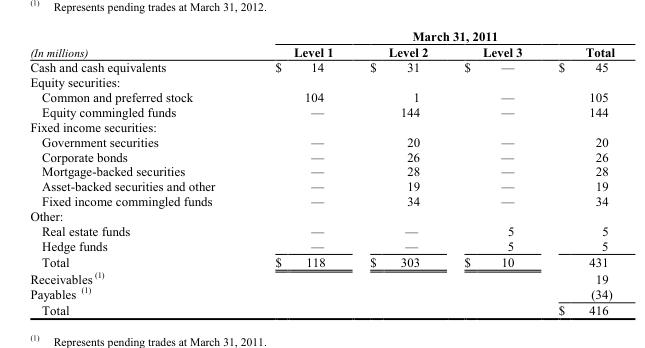 (1) Represents pending trades at March 31, 2012.
March 31, 2011
(In millions) Level 1 Level 2 Level 3 Total
Cash and cash equivalents $ 14 $ 31 $ — $ 45
Equity securities:
Common and preferred stock 104 1 — 105
Equity commingled funds — 144 — 144
Fixed income securities:
Government securities — 20 — 20
Corporate bonds — 26 — 26
Mortgage-backed securities — 28 — 28
Asset-backed securities and other — 19 — 19
Fixed income commingled funds — 34 — 34
Other:
Real estate funds — — 5 5
Hedge funds — — 5 5
Total $ 118 $ 303 $ 10 431
Receivables (1) 19
Payables (1) (34)
Total $ 416
(1) Represents pending trades at March 31, 2011.